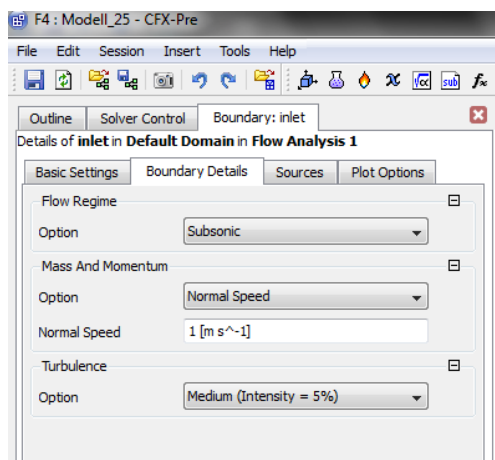 F4 : Modell_25 - CFX-Pre
File Edit Session Insert Tools Help
√α sub f∞
Outline Solver Control Boundary: inlet
Details of inlet in Default Domain in Flow Analysis 1
Basic Settings Boundary Details Sources Plot Options
Flow Regime
Option Subsonic
Mass And Momentum
Option Normal Speed
Normal Speed 1 [m s^-1]
Turbulence
Option Medium (Intensity = 5%)